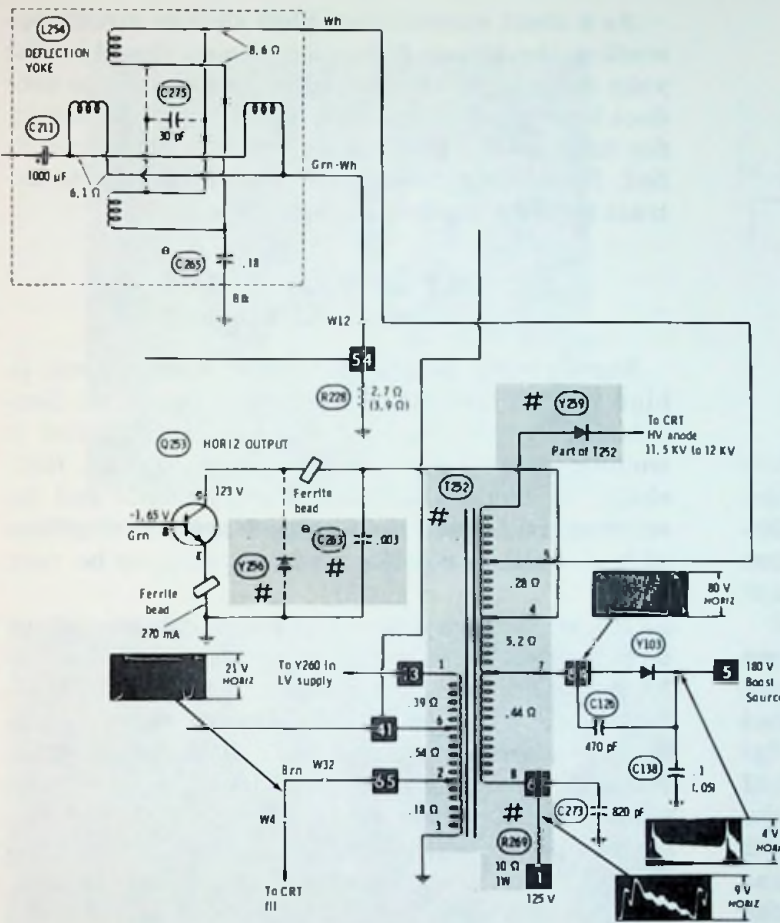 L254
DEFLECTION
YOKE
Wh
8,6 Ω
C275
30 pF
C711
1000 µF
6,1 Ω
Grn-Wh
C265
.18
Blk
W12
54
R228
2,7 Ω
(3,9 Ω)
# Y259
To CRT
HV anode
11,5 KV to 12 KV
Part of T252
Q253 HORIZ OUTPUT
123 V
Ferrite
bead
T252
#
-1,65 V
Grn
B
C
E
Y256
#
C263 .003
#
5
.28 Ω
4
80 V
HORIZ
Ferrite
bead
270 mA
5,2 Ω
Y103
21 V
HORIZ
To Y260 in
LV supply
1
7
5
180V
Boost
Source
.39 Ω
6
.44 Ω
C126
470 pF
41
.54 Ω
Brn W32
55
2
8
C138
.1
(.05)
W4
.18 Ω
3
#
C273 820 pF
R269
10 Ω
1W
1
125 V
4 V
9 V
HORIZ
To CRT
fil